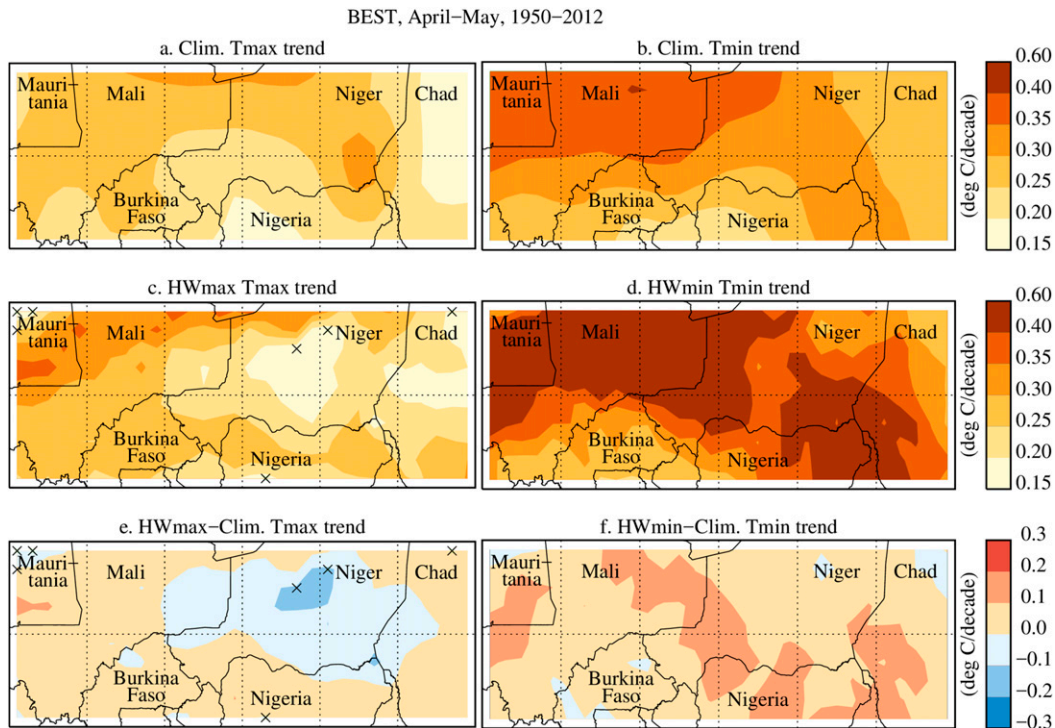 BEST, April−May, 1950−2012
a. Clim. Tmax trend
b. Clim. Tmin trend
Mauri−
tania
Mali
Niger
Chad
Burkina
Faso
Nigeria
Mauri−
tania
Mali
Niger
Chad
Burkina
Faso
Nigeria
0.60
0.40
0.35
0.30
0.25
0.20
0.15
(deg C/decade)
c. HWmax Tmax trend
d. HWmin Tmin trend
Mauri−
tania
Mali
Niger
Chad
Burkina
Faso
Nigeria
Mauri−
tania
Mali
Niger
Chad
Burkina
Faso
Nigeria
0.60
0.40
0.35
0.30
0.25
0.20
0.15
(deg C/decade)
e. HWmax−Clim. Tmax trend
f. HWmin−Clim. Tmin trend
Mauri−
tania
Mali
Niger
Chad
Burkina
Faso
Nigeria
Mauri−
tania
Mali
Niger
Chad
Burkina
Faso
Nigeria
0.3
0.2
0.1
0.0
−0.1
−0.2
−0.3
(deg C/decade)